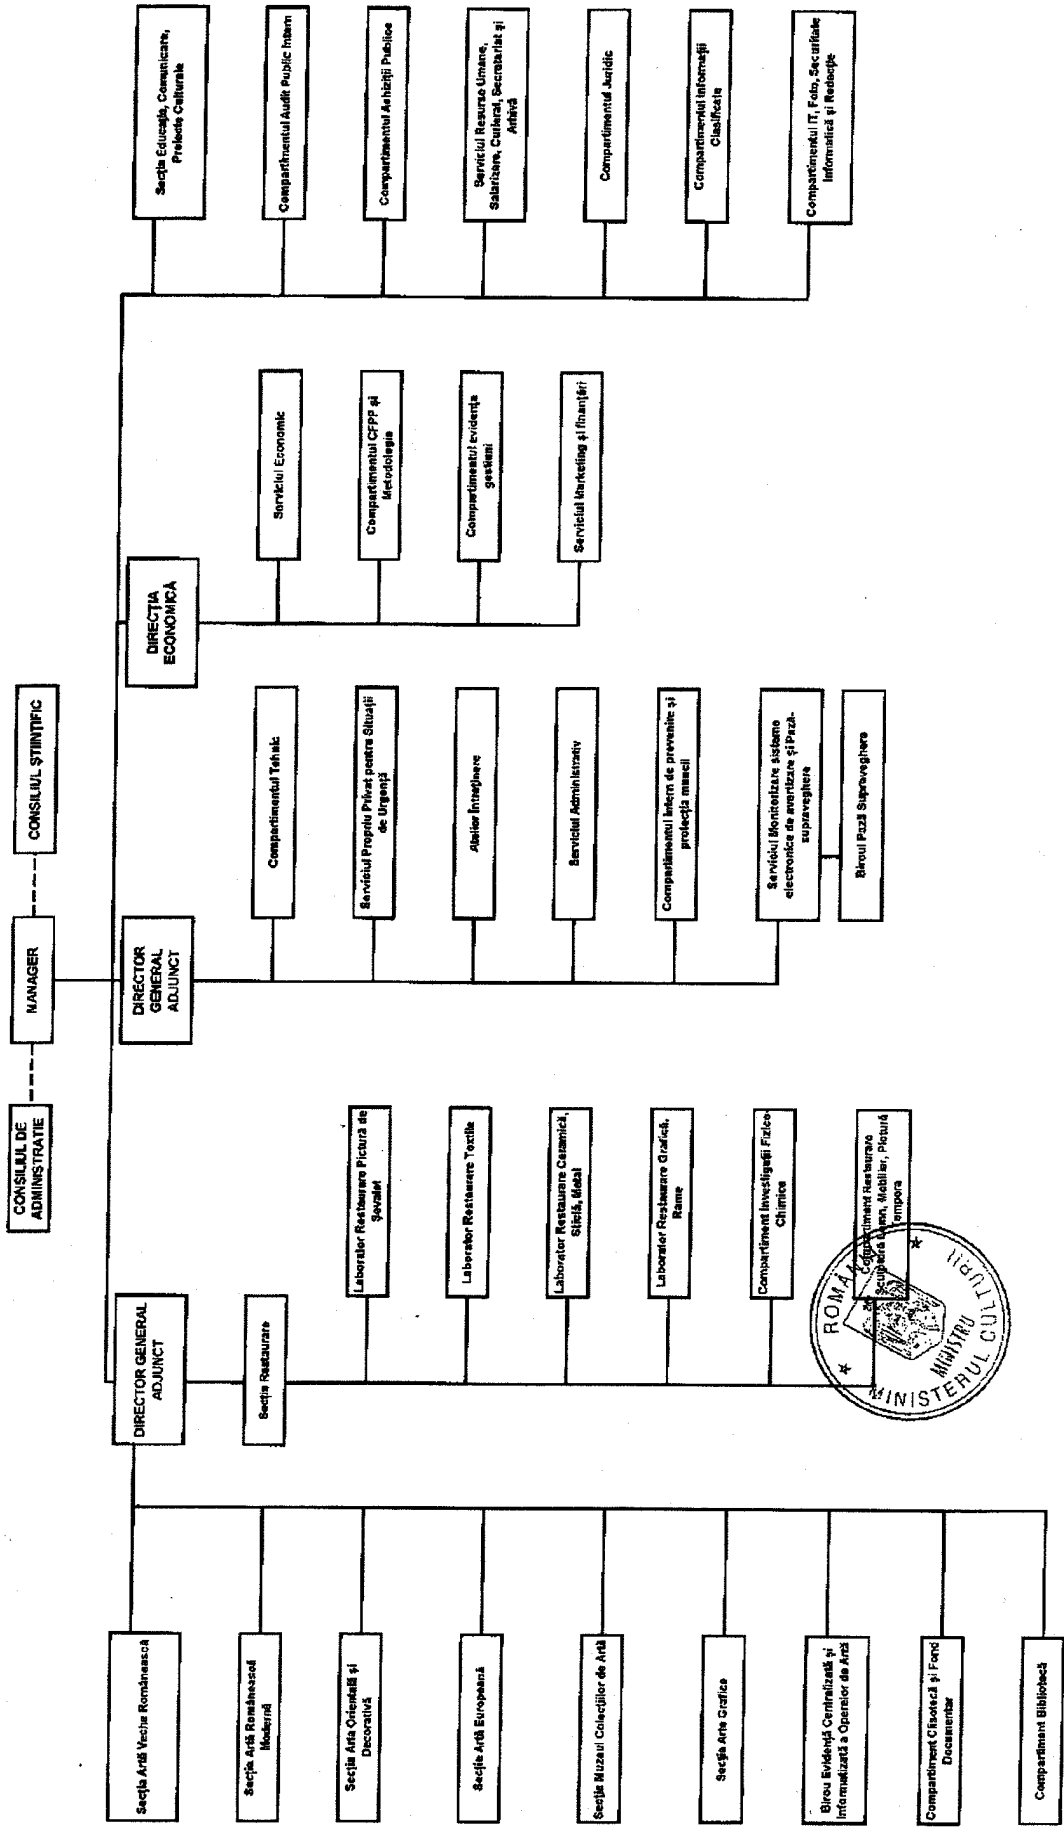 CONSILIUL DE
ADMINISTRATIE
MANAGER
CONSILIUL ȘTIINȚIFIC
DIRECTOR GENERAL
ADJUNCT
DIRECTOR
GENERAL
ADJUNCT
DIRECȚIA
ECONOMICĂ
Secția Artă Veche Românească
Secția Artă Românească
Modernă
Secția Arta Orientală și
Decorativă
Secția Artă Europeană
Secția Muzeul Colecțiilor de Artă
Secția Arte Grafice
Birou Evidență Centralizată și
Informatizată a Operelor de Artă
Compartiment Clisotecă și Fond
Documentar
Compartiment Bibliotecă
Secția Restaurare
Laborator Restaurare Pictură de
Șevalet
Laborator Restaurare Textile
Laborator Restaurare Ceramică,
Sticlă, Metal
Laborator Restaurare Grafică,
Rame
Compartiment Investigații Fizico-
Chimice
Compartiment Restaurare
Sculptură Lemn, Mobilier, Pictură
Tempera
Compartimentul Tehnic
Serviciul Propriu Privat pentru Situații
de Urgență
Atelier Întreținere
Serviciul Administrativ
Compartimentul intern de prevenire și
protecția muncii
Serviciul Monitorizare sisteme
electronice de avertizare și Pază-
supraveghere
Biroul Pază Supraveghere
Serviciul Economic
Compartimentul CFPP și
Metodologie
Compartimentul Evidența
gestiuni
Serviciul Marketing și finanțări
Secția Educație, Comunicare,
Proiecte Culturale
Compartimentul Audit Public Intern
Compartimentul Achiziții Publice
Serviciul Resurse Umane,
Salarizare, Curierat, Secretariat și
Arhivă
Compartimentul Juridic
Compartimentul Informații
Clasificate
Compartimentul IT, Foto, Securitate
Informatică și Redacție
ROMÂNIA
MINISTERUL CULTURII
MINISTRU